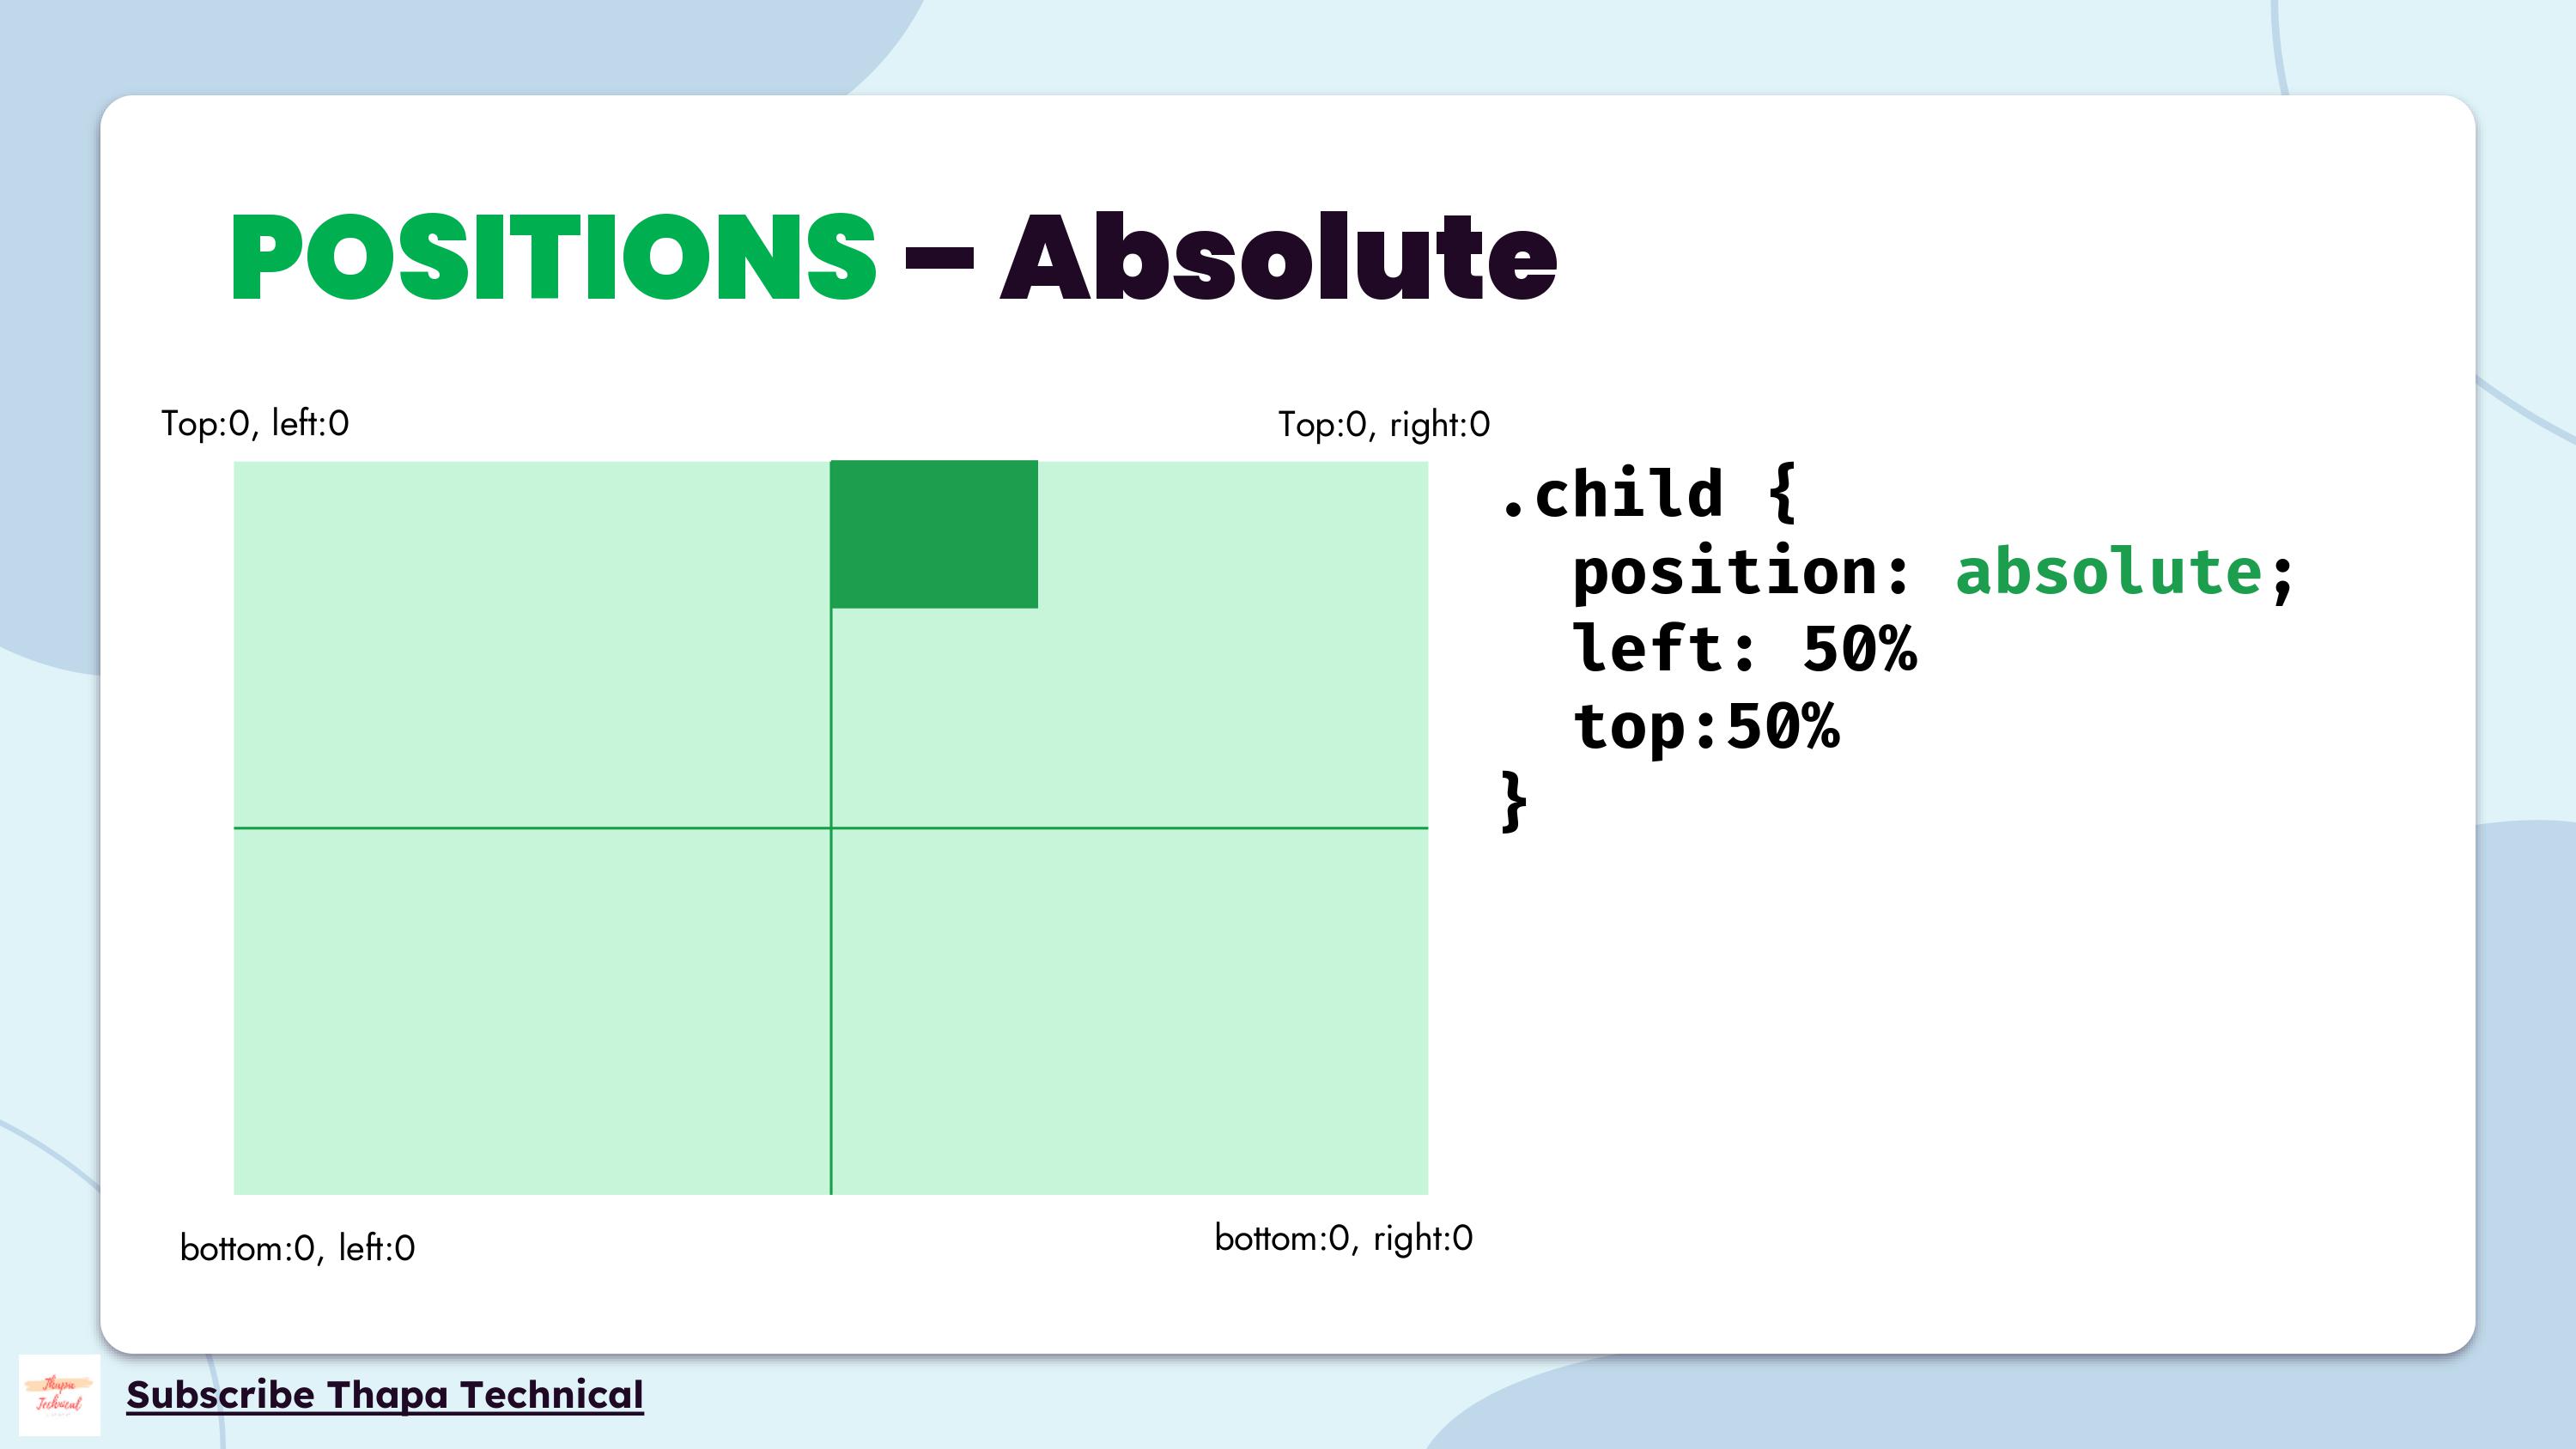 POSITIONS – Absolute
Top:0, left:0
Top:0, right:0
.child {
position: absolute;
left: 50%
top:50%
}
bottom:0, left:0
bottom:0, right:0
Thapa
Technical
Subscribe Thapa Technical